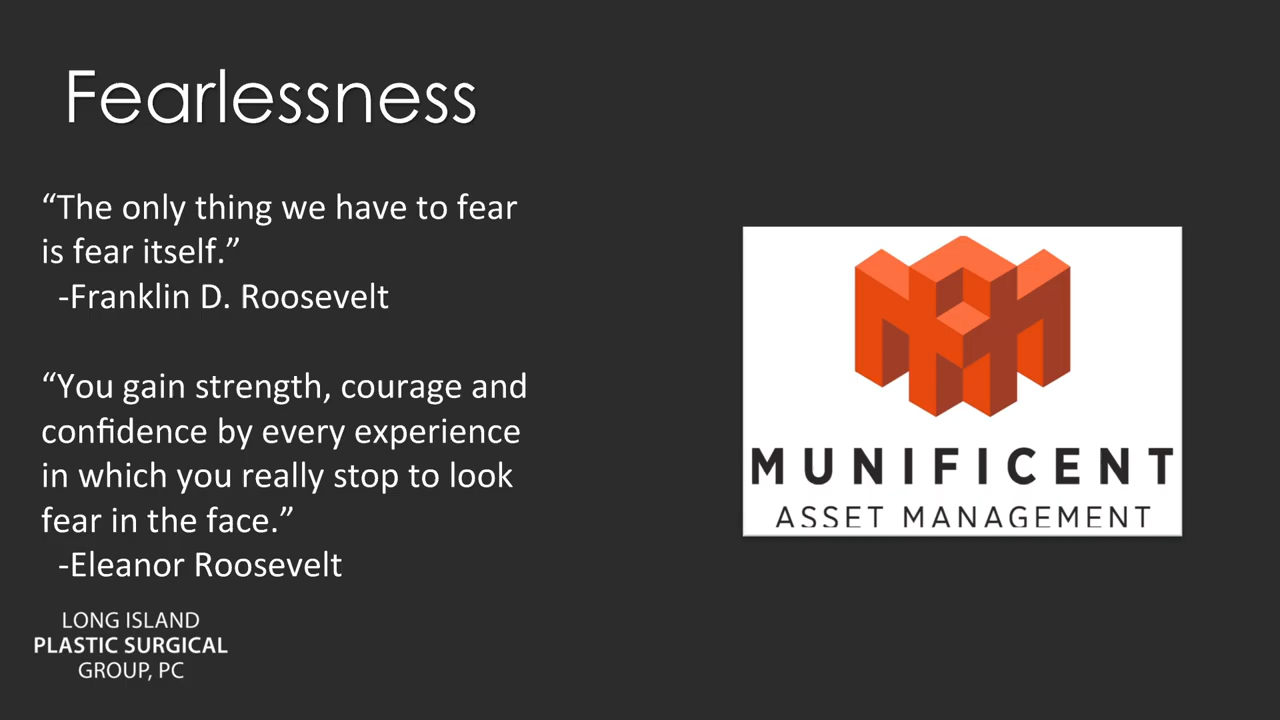 Fearlessness
“The only thing we have to fear
is fear itself.”
-Franklin D. Roosevelt
“You gain strength, courage and
confidence by every experience
in which you really stop to look
fear in the face.”
-Eleanor Roosevelt
MUNIFICENT
ASSET MANAGEMENT
LONG ISLAND
PLASTIC SURGICAL
GROUP, PC